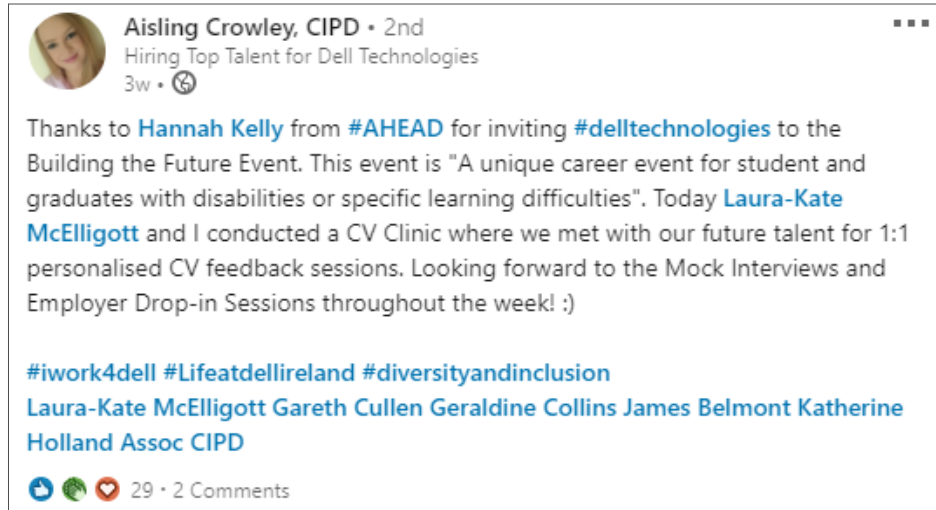 Aisling Crowley, CIPD • 2nd
Hiring Top Talent for Dell Technologies
3w •
Thanks to Hannah Kelly from #AHEAD for inviting #delltechnologies to the
Building the Future Event. This event is "A unique career event for student and
graduates with disabilities or specific learning difficulties". Today Laura-Kate
McElligott and I conducted a CV Clinic where we met with our future talent for 1:1
personalised CV feedback sessions. Looking forward to the Mock Interviews and
Employer Drop-in Sessions throughout the week! :)
#iwork4dell #Lifeatdellireland #diversityandinclusion
Laura-Kate McElligott Gareth Cullen Geraldine Collins James Belmont Katherine
Holland Assoc CIPD
29 · 2 Comments